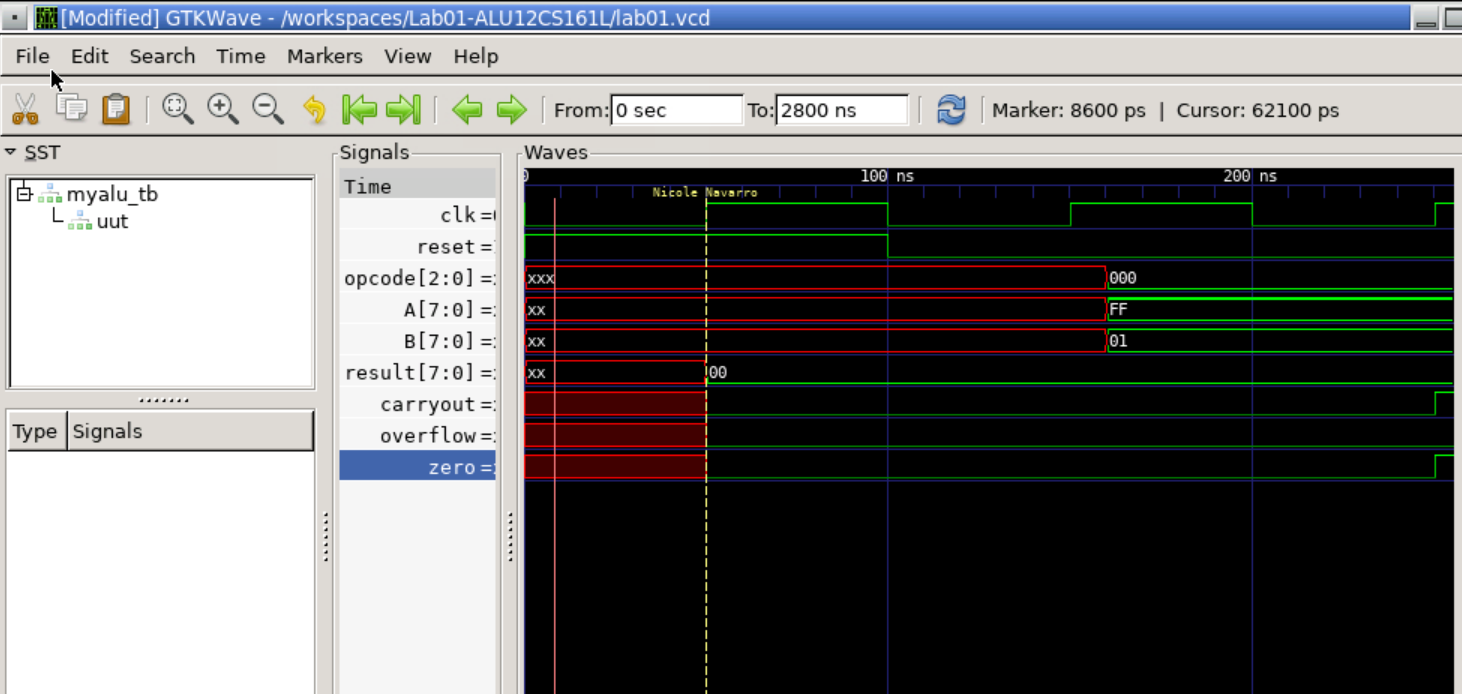 [Modified] GTKWave - /workspaces/Lab01-ALU12CS161L/lab01.vcd
File Edit Search Time Markers View Help
From: 0 sec To: 2800 ns Marker: 8600 ps | Cursor: 62100 ps
SST
myalu_tb
uut
Type Signals
Signals
Time
clk =
reset =
opcode[2:0] =
A[7:0] =
B[7:0] =
result[7:0] =
carryout =
overflow =
zero =
Waves
0 100 ns 200 ns
Nicole Navarro
xxx 000
xx FF
xx 01
xx 00